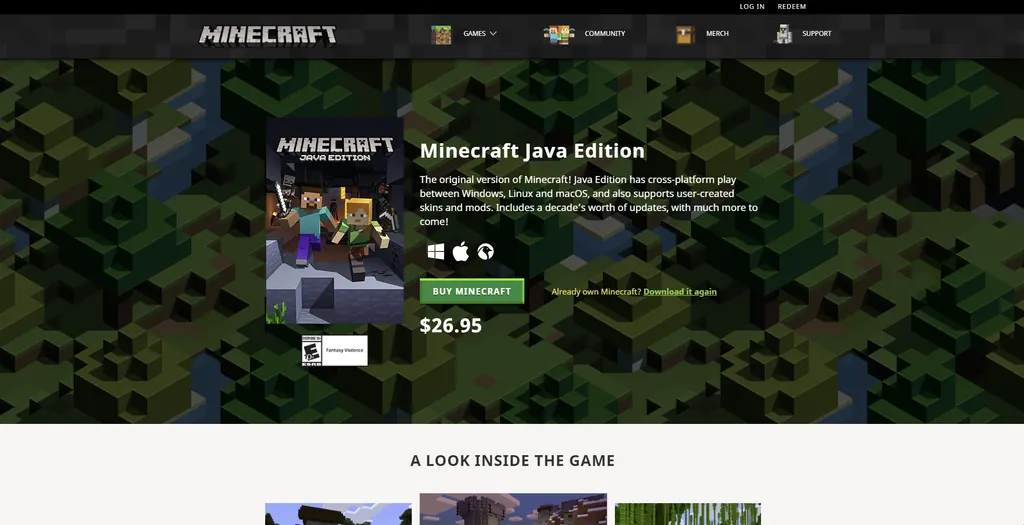 LOG IN REDEEM
MINECRAFT GAMES COMMUNITY MERCH SUPPORT
MINECRAFT
JAVA EDITION
Minecraft Java Edition
The original version of Minecraft! Java Edition has cross-platform play
between Windows, Linux and macOS, and also supports user-created
skins and mods. Includes a decade's worth of updates, with much more to
come!
BUY MINECRAFT Already own Minecraft? Download it again
$26.95
E Fantasy Violence
ESRB
A LOOK INSIDE THE GAME